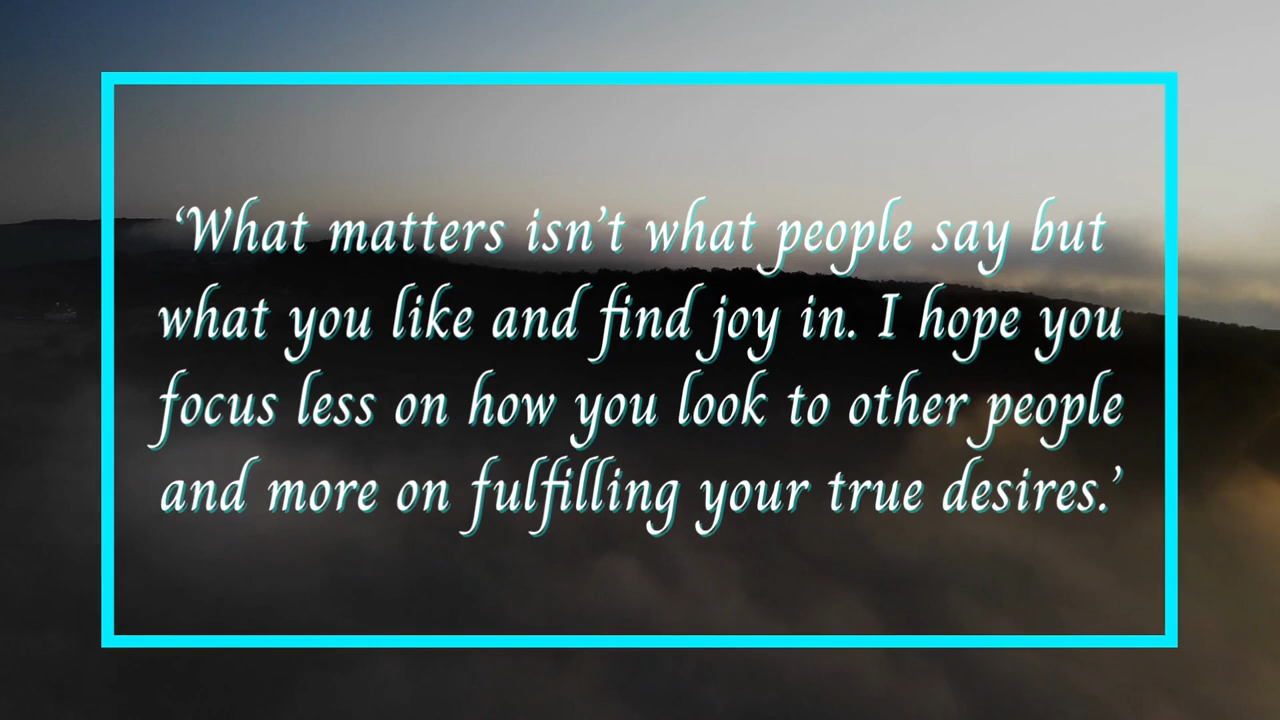 ‘What matters isn’t what people say but
what you like and find joy in. I hope you
focus less on how you look to other people
and more on fulfilling your true desires.’